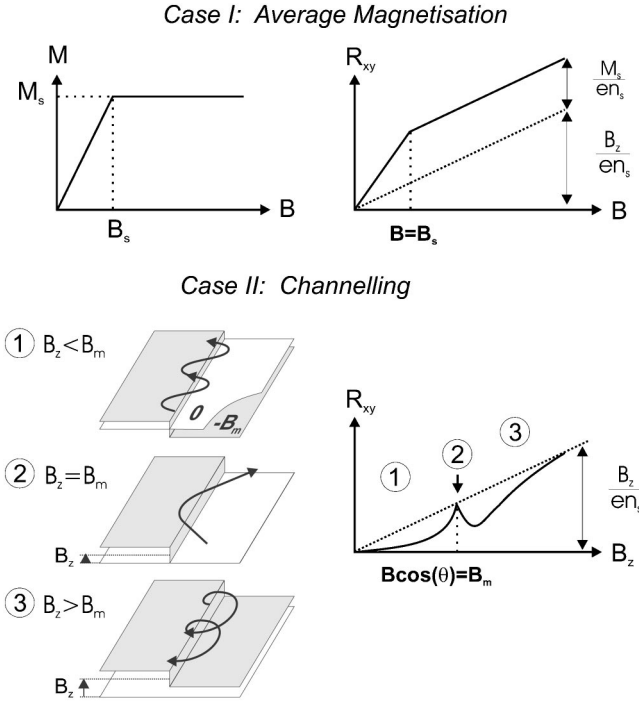 Case I: Average Magnetisation
M
M_s
B_s
B
R_xy
M_s
en_s
B_z
en_s
B=B_s
B
Case II: Channelling
① B_z<B_m
0
-B_m
② B_z=B_m
B_z
③ B_z>B_m
B_z
R_xy
①
②
③
B_z
en_s
B_z
Bcos(θ)=B_m